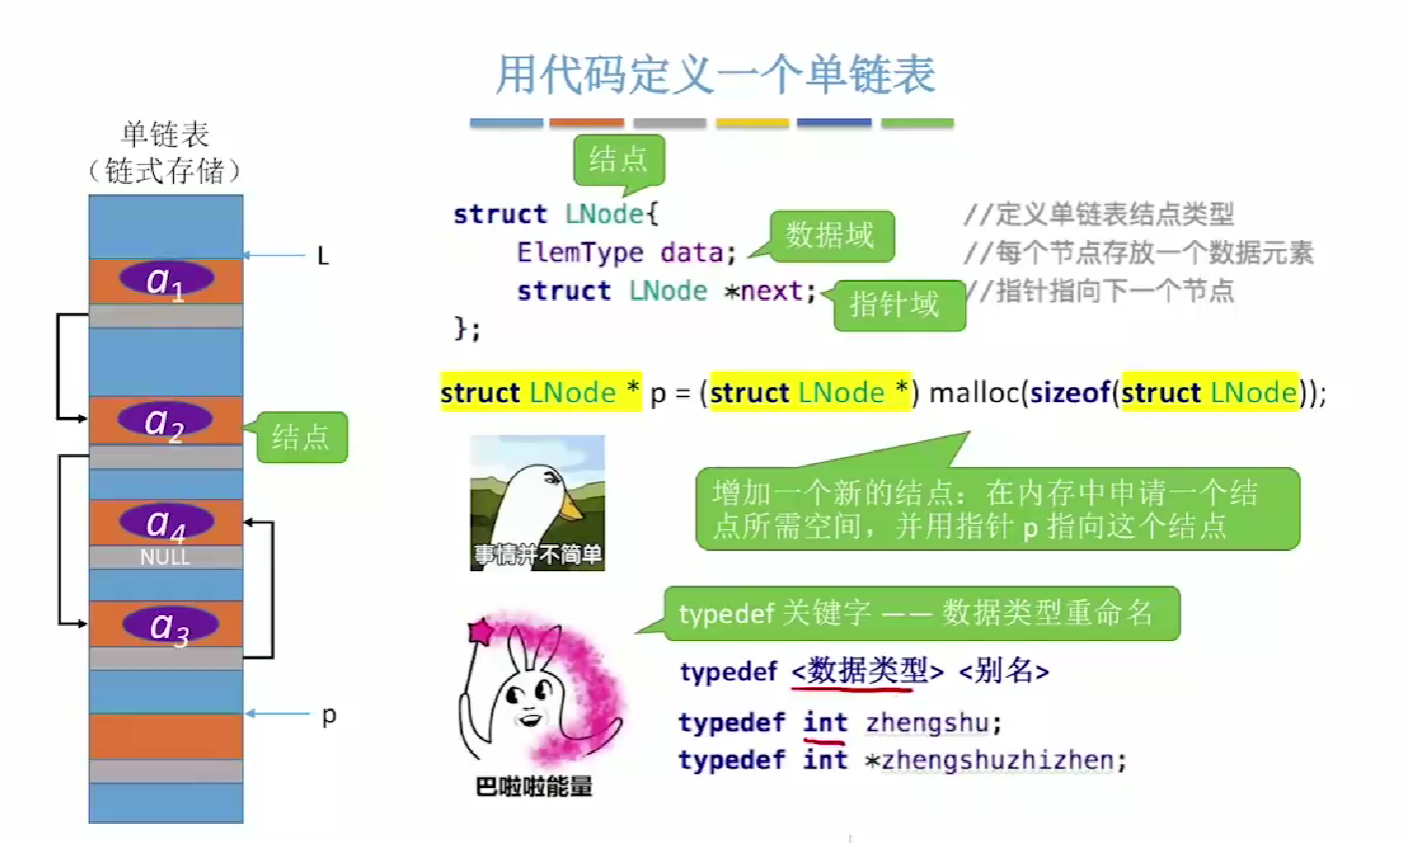 用代码定义一个单链表
单链表
（链式存储）
L
a1
a2
结点
a4
NULL
a3
p
结点
struct LNode{ //定义单链表结点类型
ElemType data; 数据域 //每个节点存放一个数据元素
struct LNode *next; 指针域 //指针指向下一个节点
};
struct LNode * p = (struct LNode *) malloc(sizeof(struct LNode));
事情并不简单
增加一个新的结点：在内存中申请一个结
点所需空间，并用指针 p 指向这个结点
typedef 关键字 —— 数据类型重命名
巴啦啦能量
typedef <数据类型> <别名>
typedef int zhengshu;
typedef int *zhengshuzhizhen;